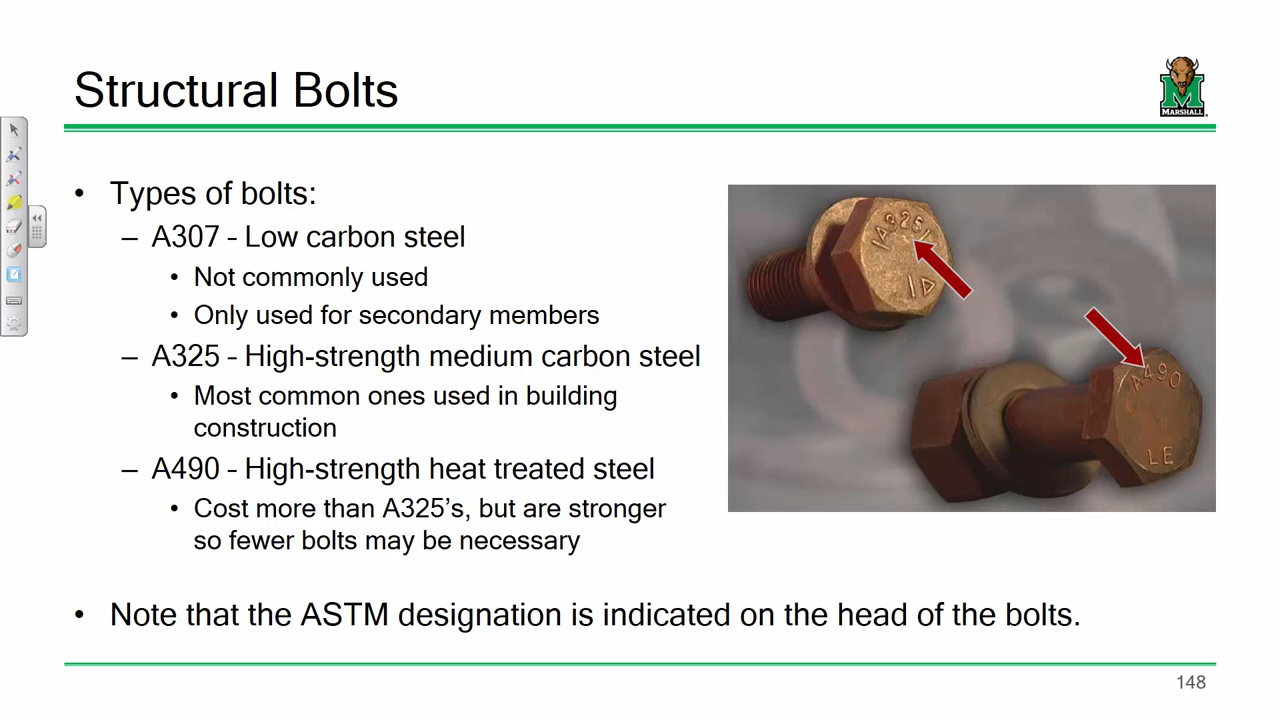 Structural Bolts
MARSHALL
• Types of bolts:
– A307 – Low carbon steel
• Not commonly used
• Only used for secondary members
– A325 – High-strength medium carbon steel
• Most common ones used in building
construction
– A490 – High-strength heat treated steel
• Cost more than A325’s, but are stronger
so fewer bolts may be necessary
A325
A490
LE
• Note that the ASTM designation is indicated on the head of the bolts.
148